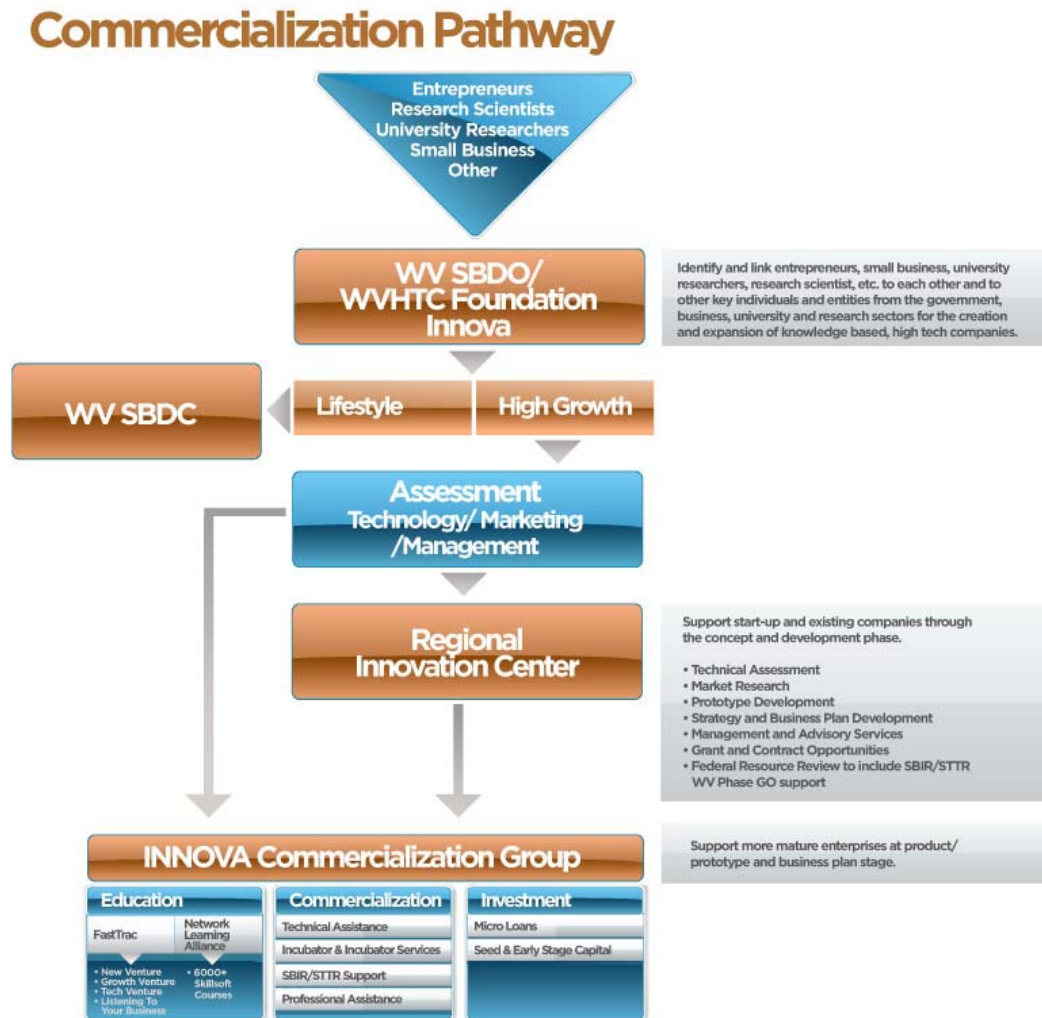 Commercialization Pathway
Entrepreneurs
Research Scientists
University Researchers
Small Business
Other
WV SBDO/
WVHTC Foundation
Innova
Identify and link entrepreneurs, small business, university
researchers, research scientist, etc. to each other and to
other key individuals and entities from the government,
business, university and research sectors for the creation
and expansion of knowledge based, high tech companies.
WV SBDC
Lifestyle
High Growth
Assessment
Technology/ Marketing
/Management
Regional
Innovation Center
Support start-up and existing companies through
the concept and development phase.
• Technical Assessment
• Market Research
• Prototype Development
• Strategy and Business Plan Development
• Management and Advisory Services
• Grant and Contract Opportunities
• Federal Resource Review to include SBIR/STTR
WV Phase GO support
INNOVA Commercialization Group
Support more mature enterprises at product/
prototype and business plan stage.
Education
FastTrac
• New Venture
• Growth Venture
• Tech Venture
• Listening To
Your Business
Network
Learning
Alliance
• 6000+
Skillsoft
Courses
Commercialization
Technical Assistance
Incubator & Incubator Services
SBIR/STTR Support
Professional Assistance
Investment
Micro Loans
Seed & Early Stage Capital